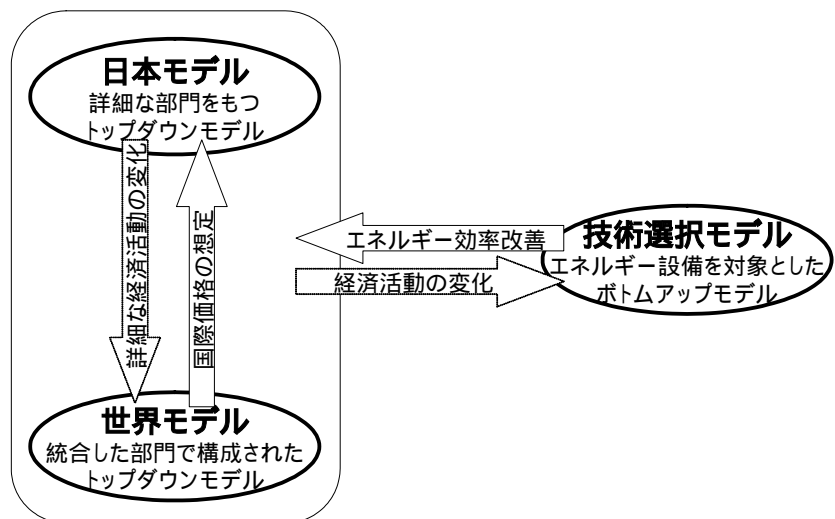 日本モデル
詳細な部門をもつ
トップダウンモデル
詳細な経済活動の変化
国際価格の想定
エネルギー効率改善
経済活動の変化
技術選択モデル
エネルギー設備を対象とした
ボトムアップモデル
世界モデル
統合した部門で構成された
トップダウンモデル